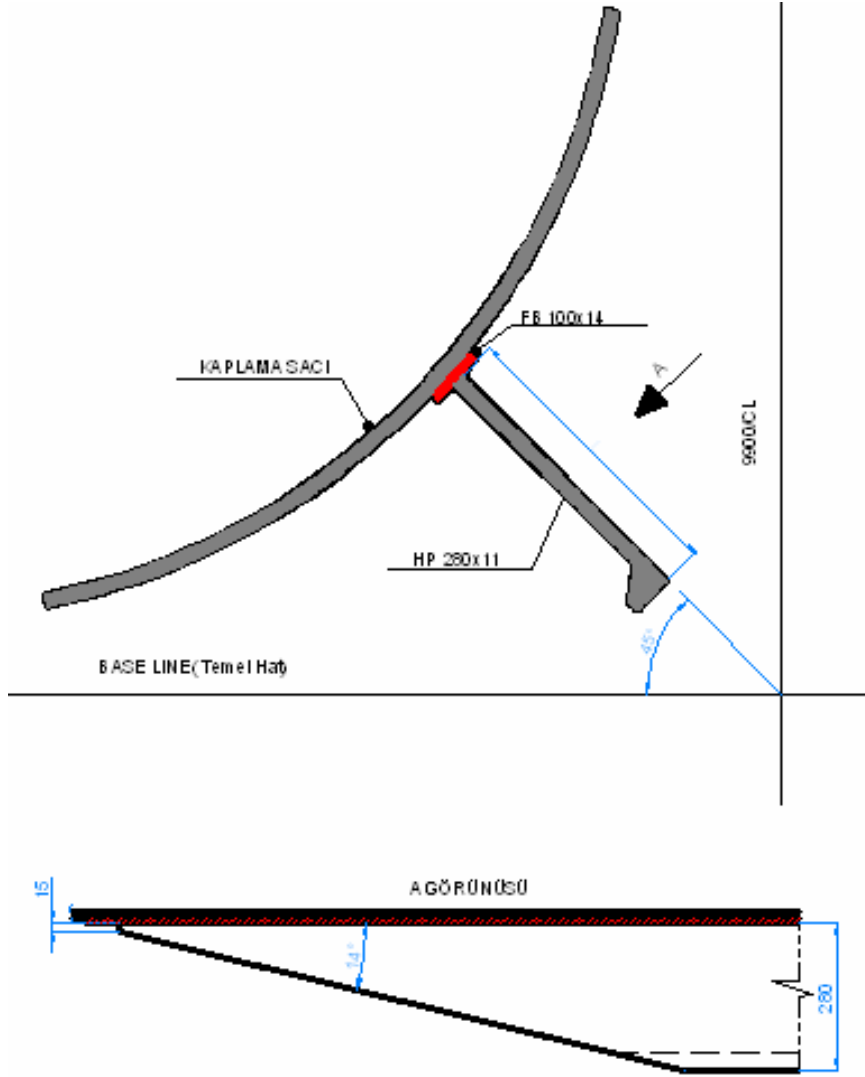 FB 100x14
KAPLAMA SACI
A
9900/CL
HP 280x11
45°
BASE LINE(Temel Hat)
A GÖRÜNÜSÜ
15
14°
280